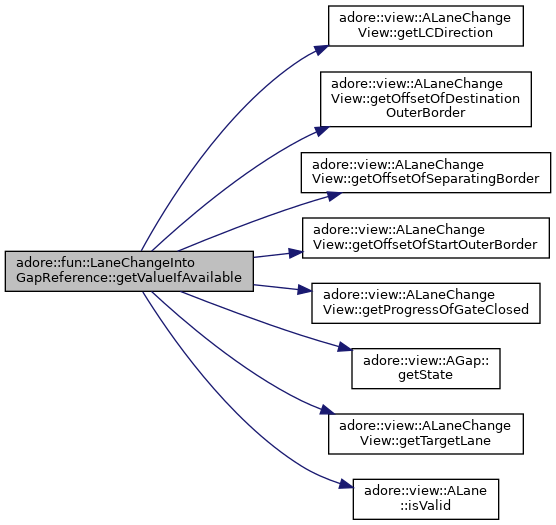 adore::view::ALaneChange
View::getLCDirection
adore::view::ALaneChange
View::getOffsetOfDestination
OuterBorder
adore::view::ALaneChange
View::getOffsetOfSeparatingBorder
adore::view::ALaneChange
View::getOffsetOfStartOuterBorder
adore::fun::LaneChangeInto
GapReference::getValueIfAvailable
adore::view::ALaneChange
View::getProgressOfGateClosed
adore::view::AGap::
getState
adore::view::ALaneChange
View::getTargetLane
adore::view::ALane
::isValid